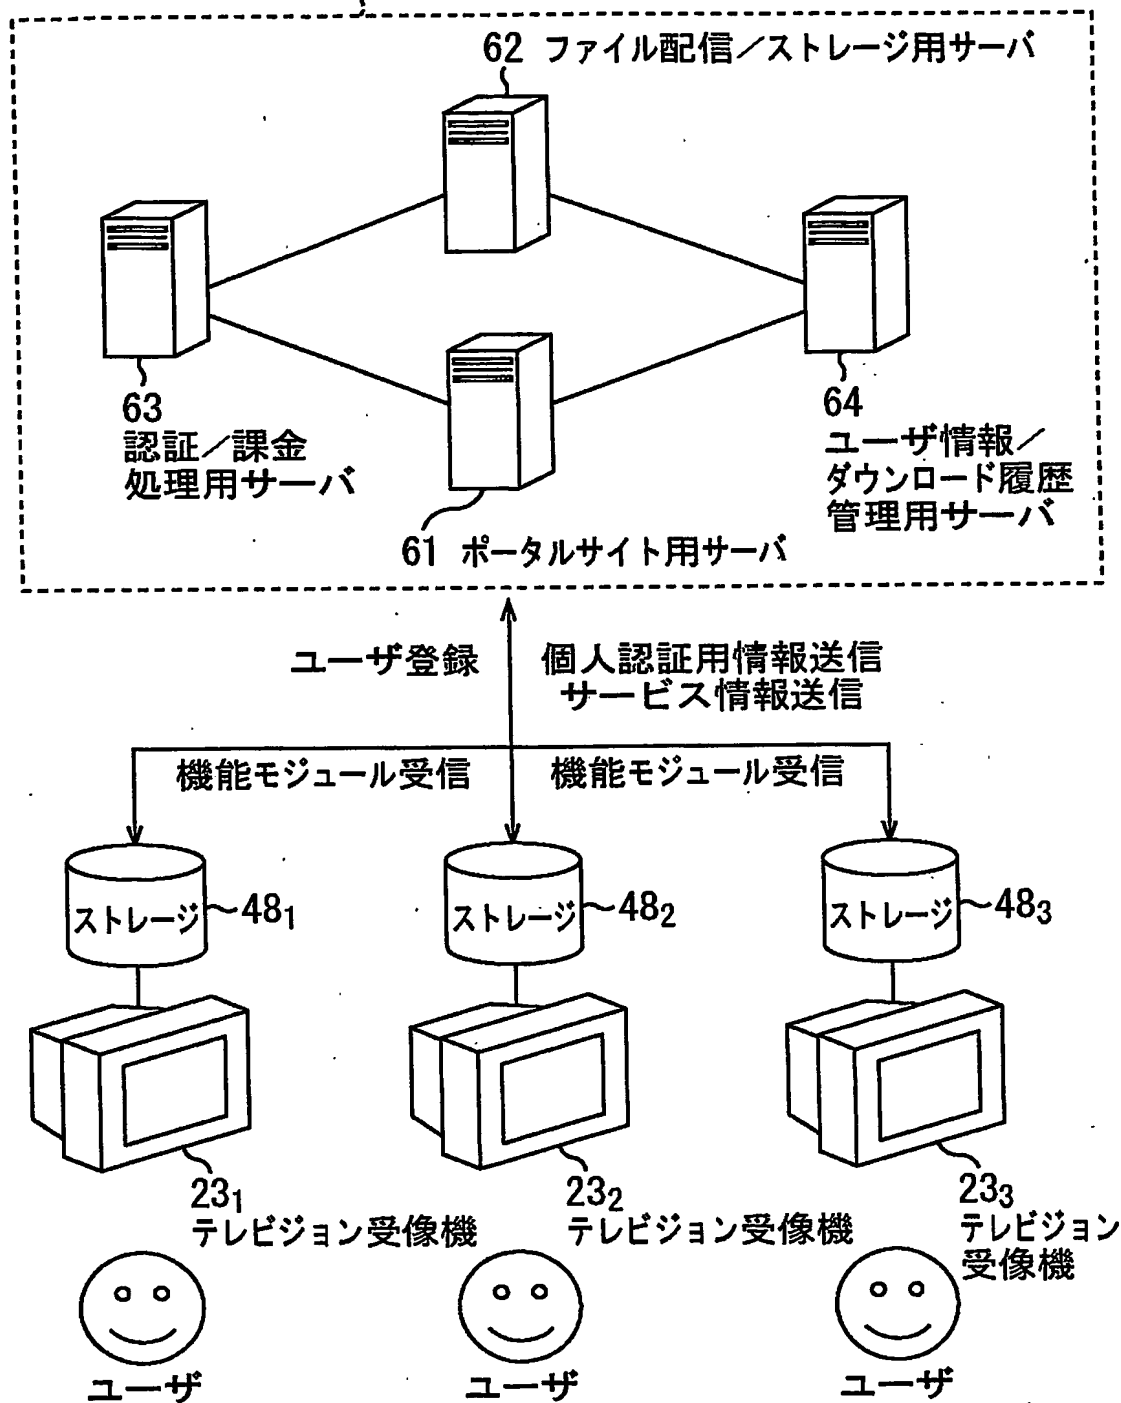 62 ファイル配信/ストレージ用サーバ
63
認証/課金
処理用サーバ
64
ユーザ情報/
ダウンロード履歴
管理用サーバ
61 ポータルサイト用サーバ
ユーザ登録
個人認証用情報送信
サービス情報送信
機能モジュール受信
機能モジュール受信
ストレージ
48₁
ストレージ
48₂
ストレージ
48₃
23₁
テレビジョン受像機
23₂
テレビジョン受像機
23₃
テレビジョン
受像機
ユーザ
ユーザ
ユーザ